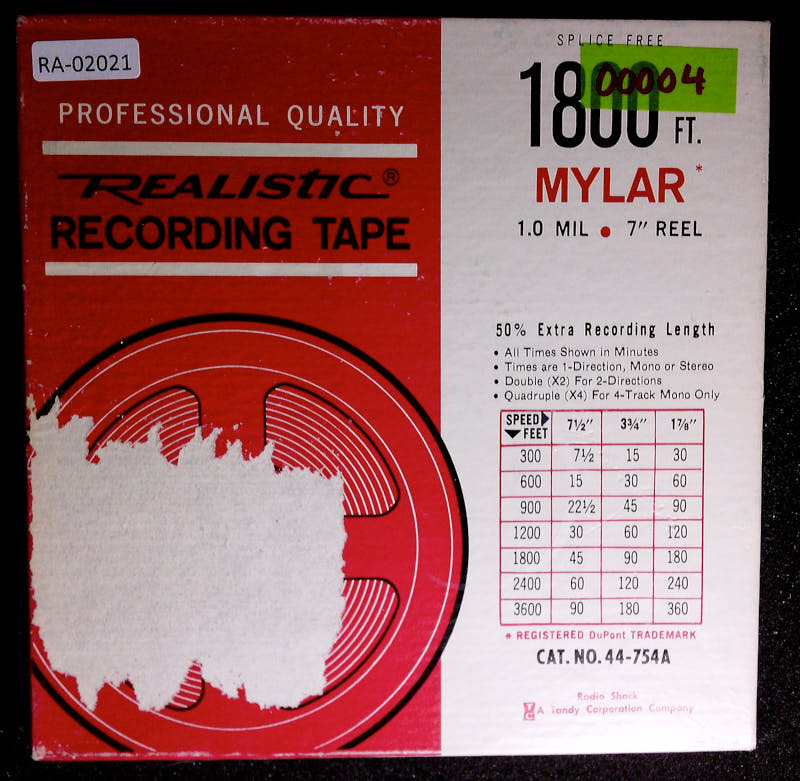 RA-02021
PROFESSIONAL QUALITY
REALISTIC®
RECORDING TAPE
SPLICE FREE
00004
1800 FT.
MYLAR*
1.0 MIL • 7" REEL
50% Extra Recording Length
• All Times Shown in Minutes
• Times are 1-Direction, Mono or Stereo
• Double (X2) For 2-Directions
• Quadruple (X4) For 4-Track Mono Only
SPEED FEET 7½" 3¾" 1⅞"
300 7½ 15 30
600 15 30 60
900 22½ 45 90
1200 30 60 120
1800 45 90 180
2400 60 120 240
3600 90 180 360
* REGISTERED DuPont TRADEMARK
CAT. NO. 44-754A
Radio Shack
A Tandy Corporation Company